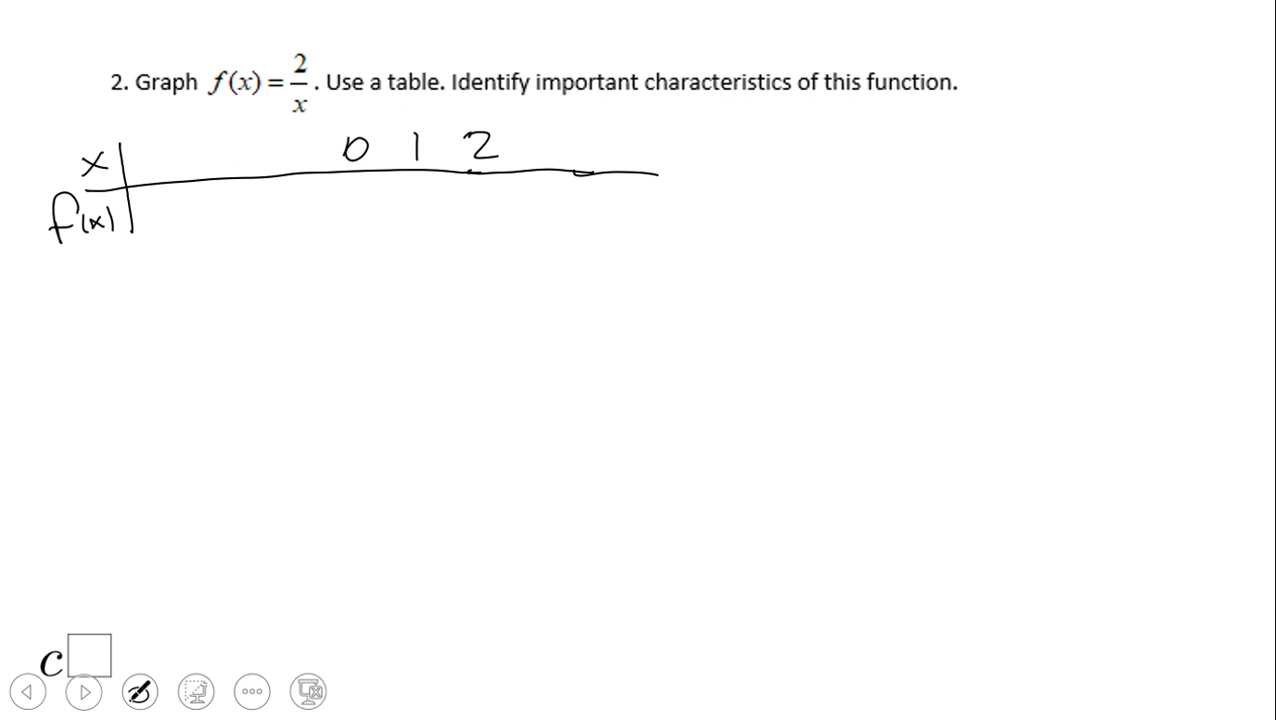 2. Graph f(x) = 2/x. Use a table. Identify important characteristics of this function.
x 0 1 2
f(x)
c